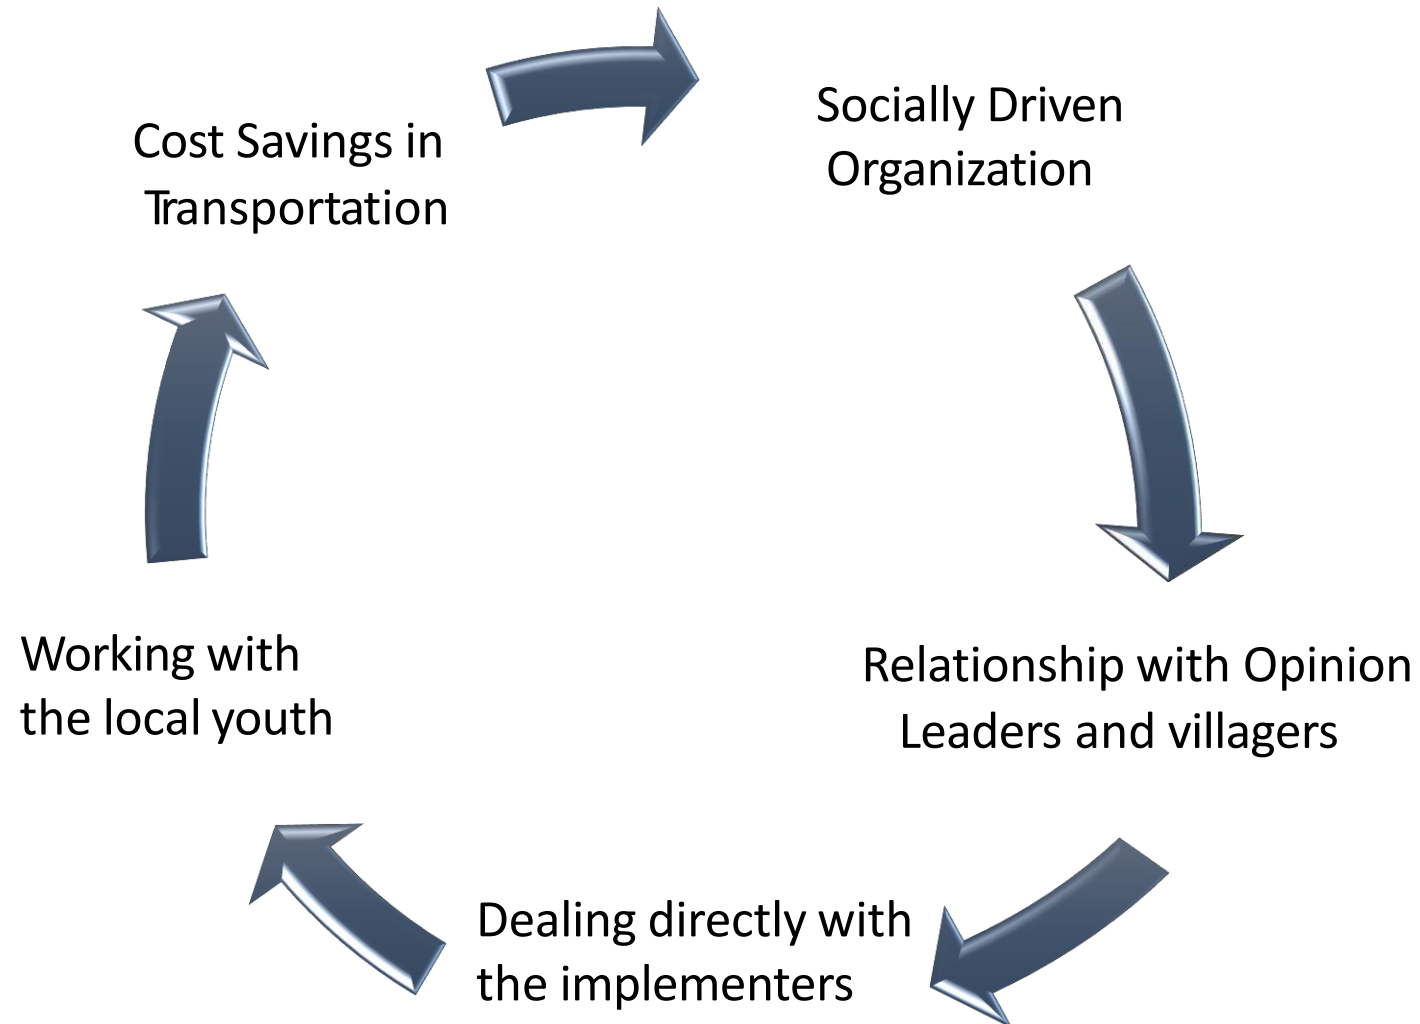 Cost Savings in
Transportation
Socially Driven
Organization
Relationship with Opinion
Leaders and villagers
Dealing directly with
the implementers
Working with
the local youth